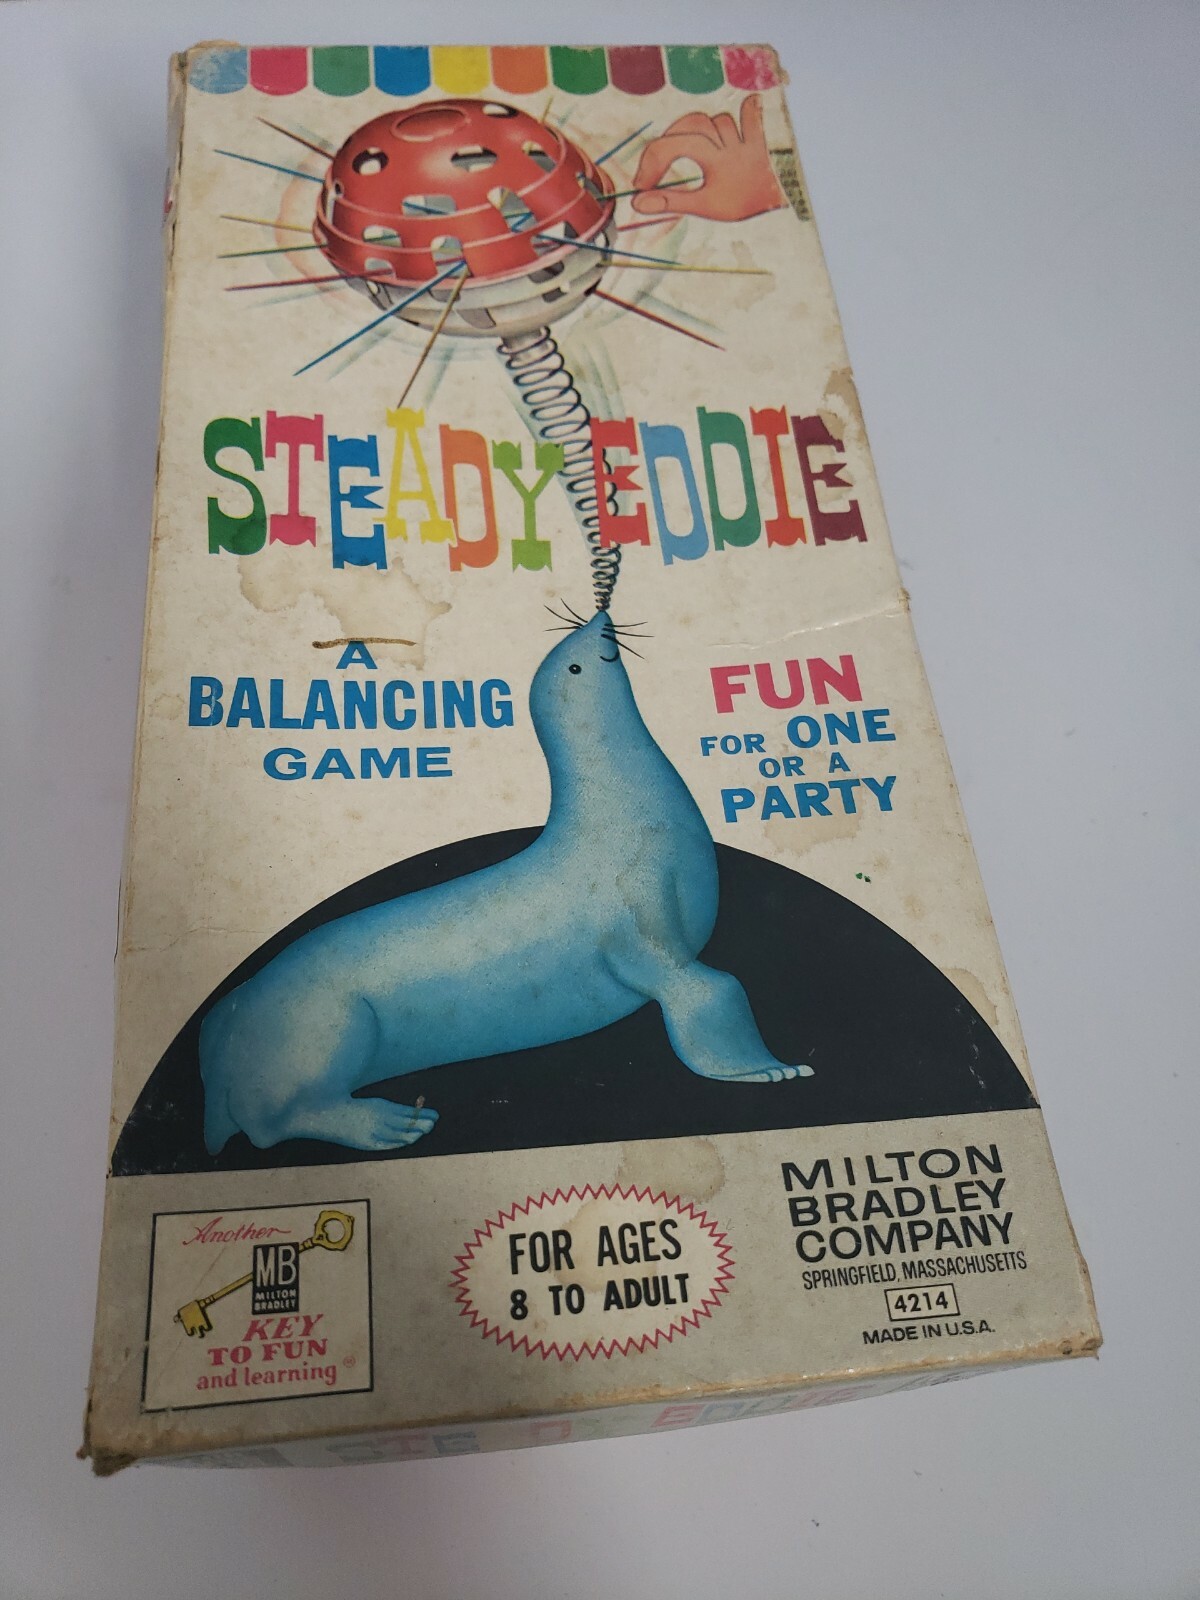 STEADY EDDIE
A
BALANCING
GAME
FUN
FOR ONE
OR A
PARTY
Another
MB
MILTON
BRADLEY
KEY
TO FUN
and learning®
FOR AGES
8 TO ADULT
MILTON
BRADLEY
COMPANY
SPRINGFIELD, MASSACHUSETTS
4214
MADE IN U.S.A.